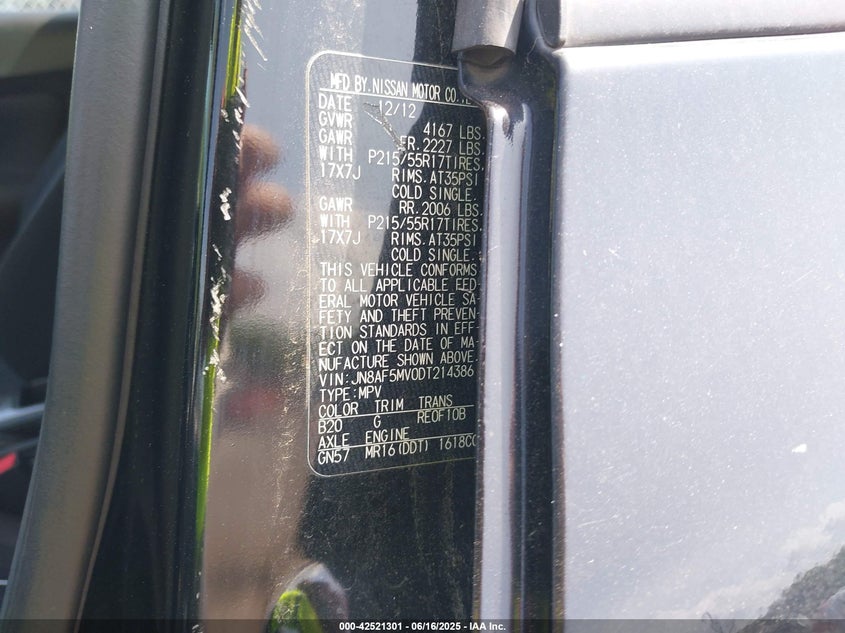 MFD BY. NISSAN MOTOR CO.
DATE 12/12
GVWR 4167 LBS.
GAWR FR. 2227 LBS.
WITH P215/55R17TIRES,
17X7J RIMS. AT35PSI
COLD SINGLE.
GAWR RR. 2006 LBS.
WITH P215/55R17TIRES,
17X7J RIMS. AT35PSI
COLD SINGLE.
THIS VEHICLE CONFORMS
TO ALL APPLICABLE FED-
ERAL MOTOR VEHICLE SA-
FETY AND THEFT PREVEN-
TION STANDARDS IN EFF-
ECT ON THE DATE OF MA-
NUFACTURE SHOWN ABOVE.
VIN:JN8AF5MV0DT214386
TYPE:MPV
COLOR TRIM TRANS
B20 G RE0F10B
AXLE ENGINE
GN57 MR16(DDT) 1618CC
000-42521301 - 06/16/2025 - IAA Inc.